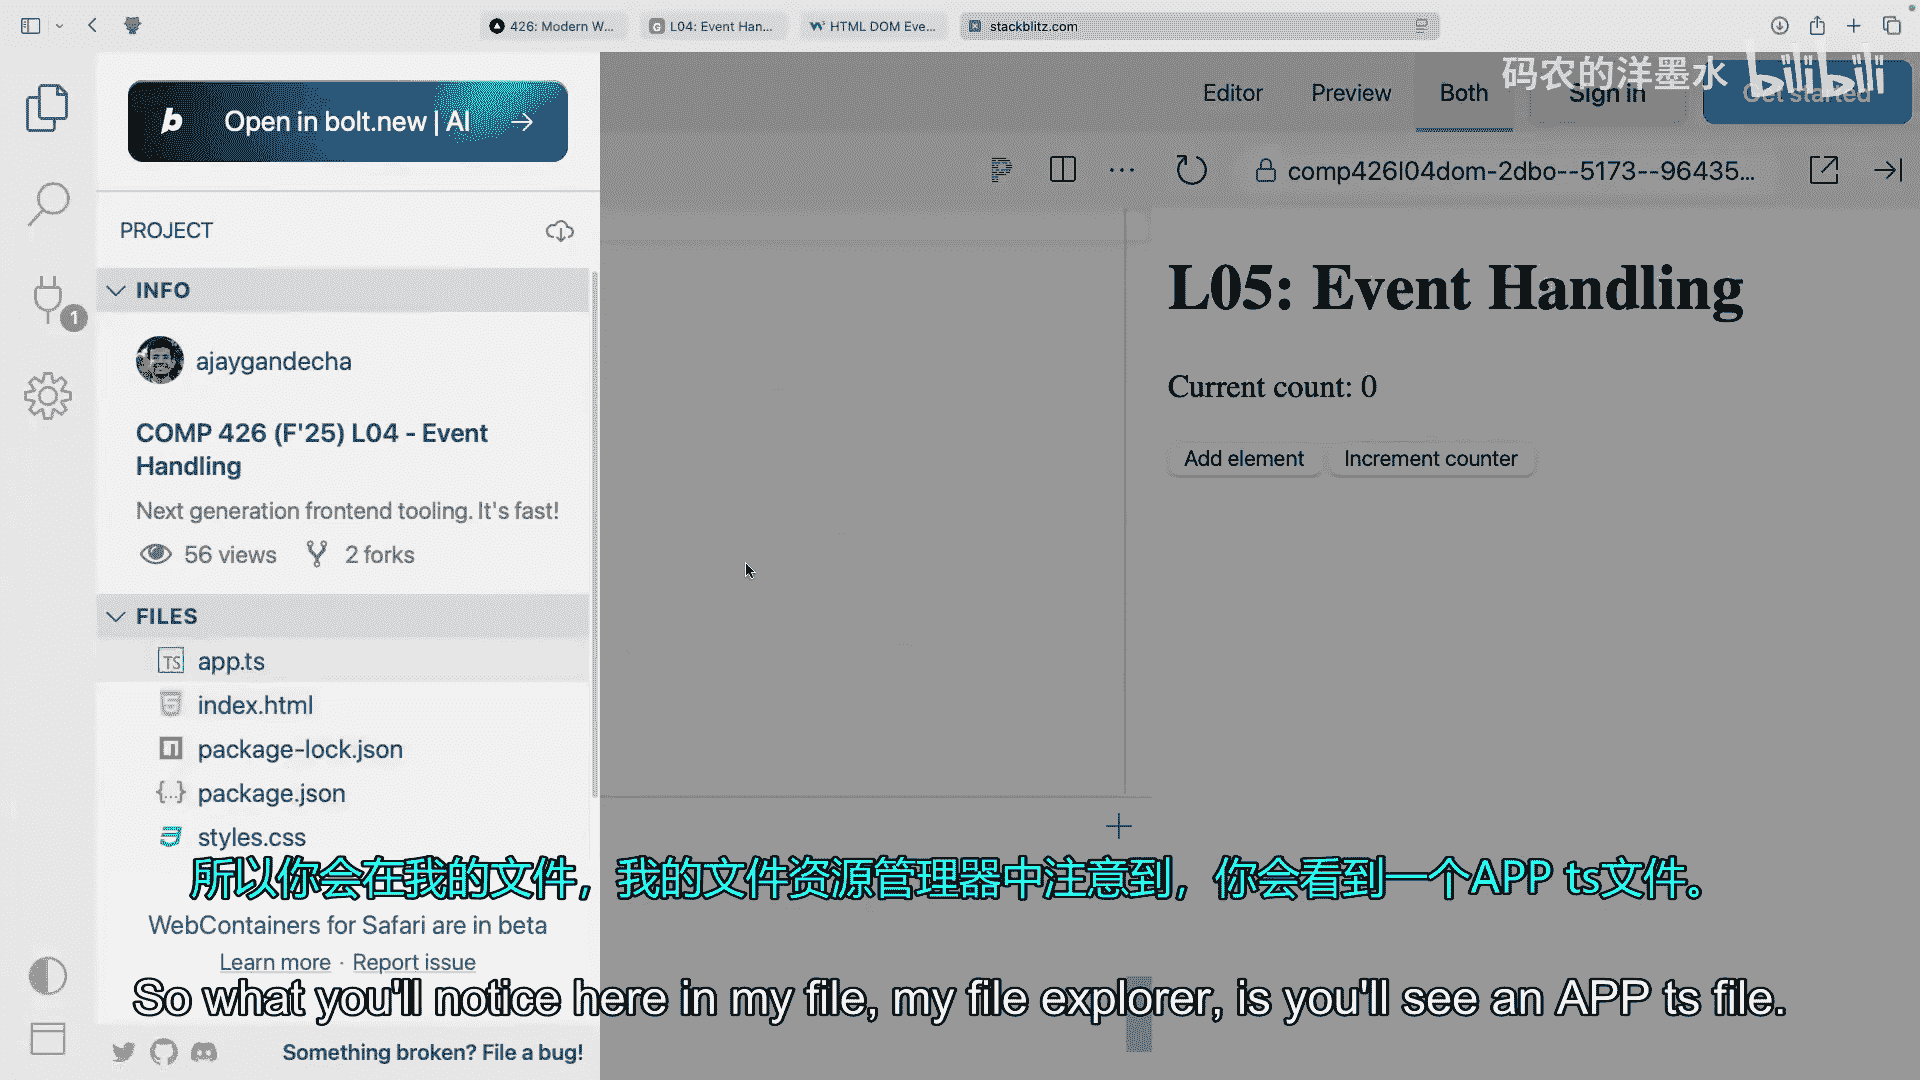 426: Modern W...
L04: Event Han...
HTML DOM Eve...
stackblitz.com
码农的洋墨水 bilibili
Open in bolt.new | AI
Editor
Preview
Both
Sign in
Get started
comp426l04dom-2dbo--5173--96435...
PROJECT
INFO
1
ajaygandecha
COMP 426 (F'25) L04 - Event
Handling
Next generation frontend tooling. It's fast!
56 views
2 forks
FILES
TS app.ts
index.html
package-lock.json
{..} package.json
styles.css
L05: Event Handling
Current count: 0
Add element
Increment counter
所以你会在我的文件，我的文件资源管理器中注意到，你会看到一个APP ts文件。
WebContainers for Safari are in beta
Learn more · Report issue
So what you'll notice here in my file, my file explorer, is you'll see an APP ts file.
Something broken? File a bug!